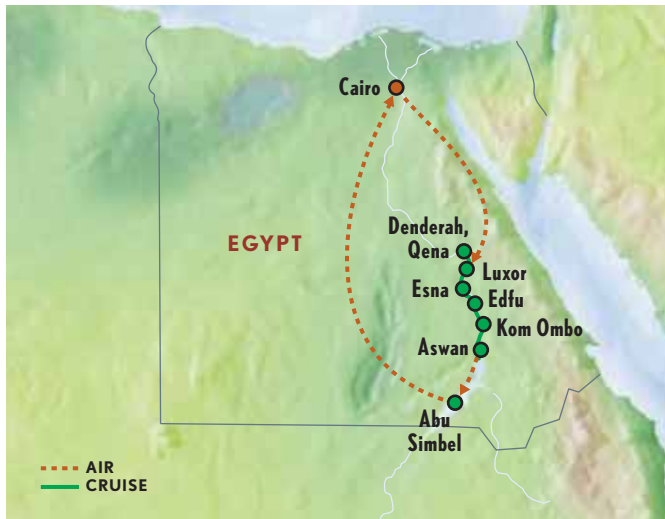 Cairo
EGYPT
Denderah,
Qena
Luxor
Esna
Edfu
Kom Ombo
Aswan
Abu
Simbel
AIR
CRUISE